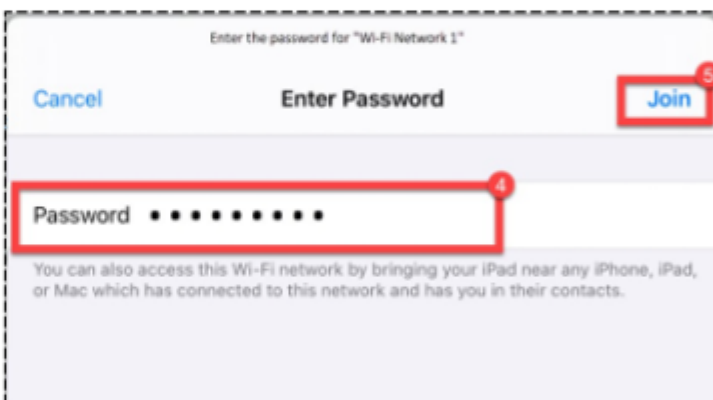 Enter the password for "Wi-Fi Network 1"
Cancel Enter Password Join
5
4
Password •••••••••
You can also access this Wi-Fi network by bringing your iPad near any iPhone, iPad,
or Mac which has connected to this network and has you in their contacts.